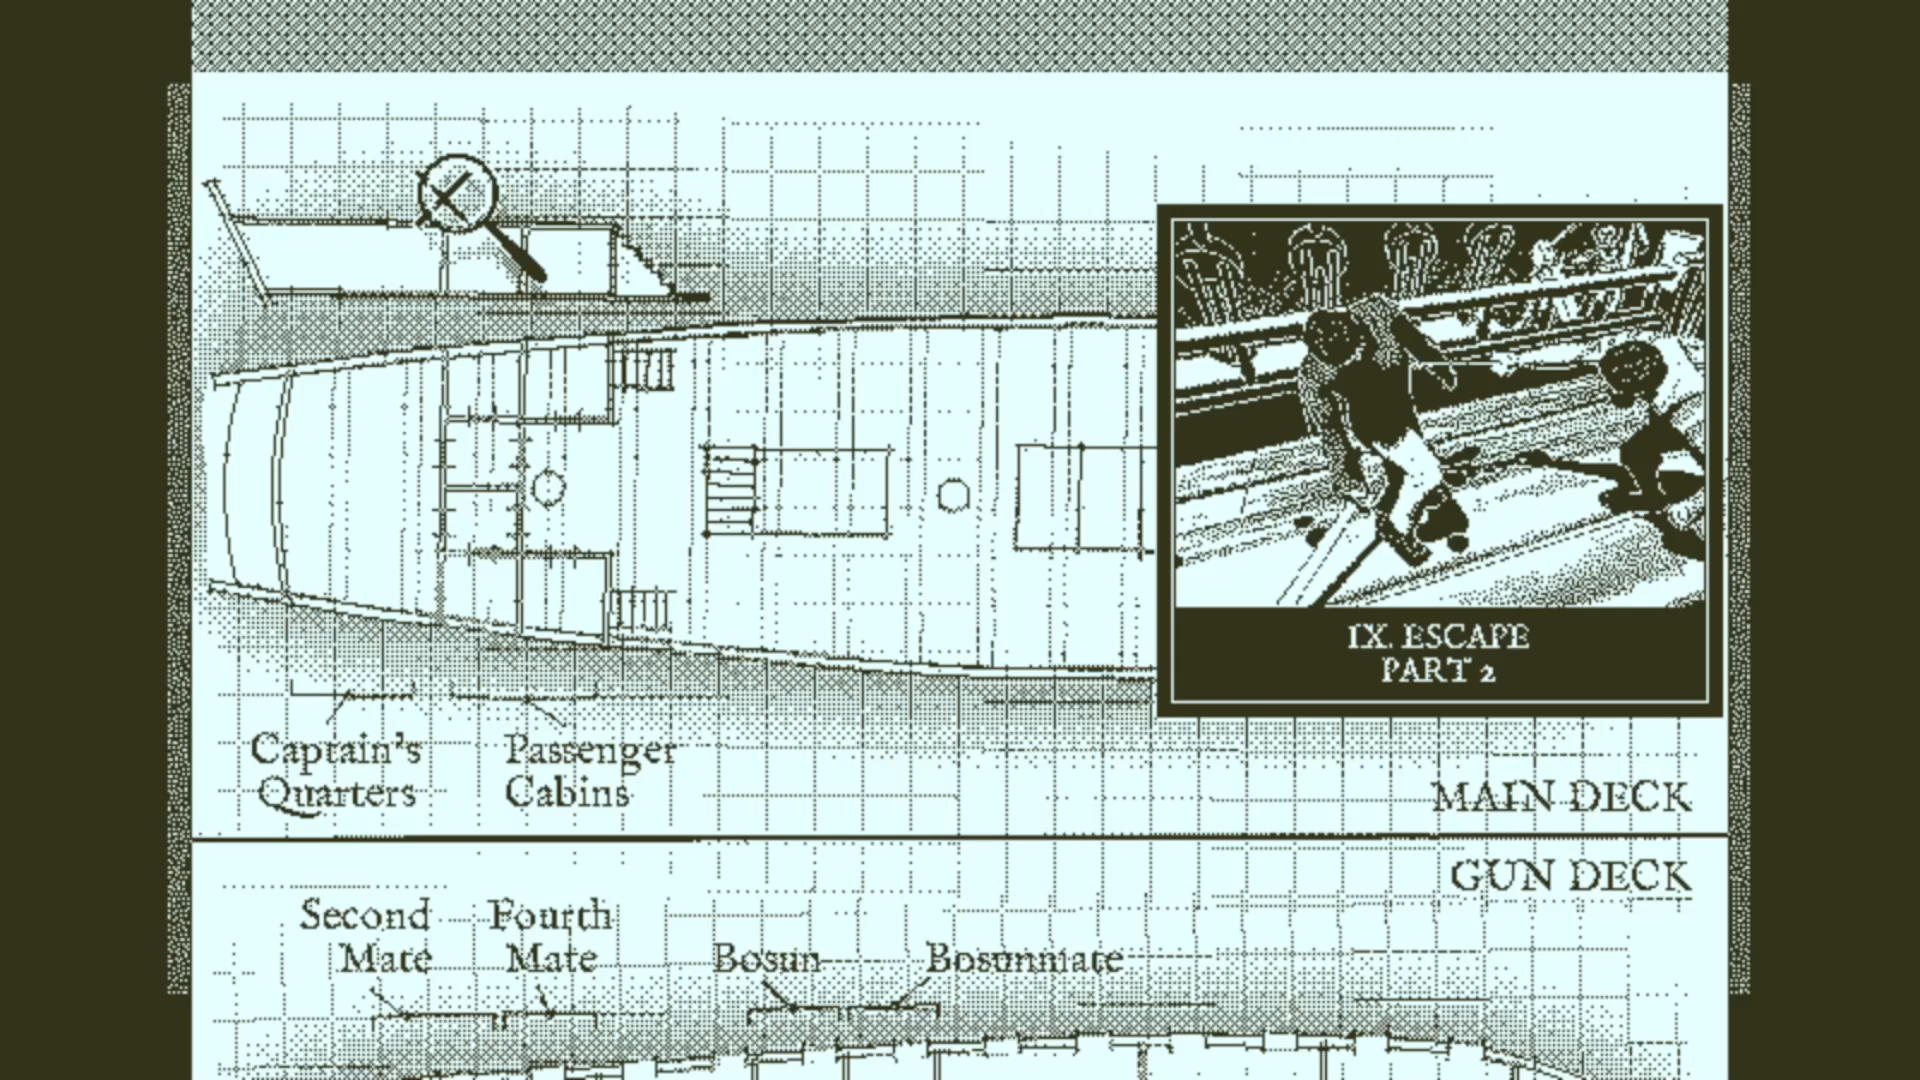 IX. ESCAPE
PART 2
Captain's
Quarters
Passenger
Cabins
MAIN DECK
GUN DECK
Second
Mate
Fourth
Mate
Bosun
Bosunmate